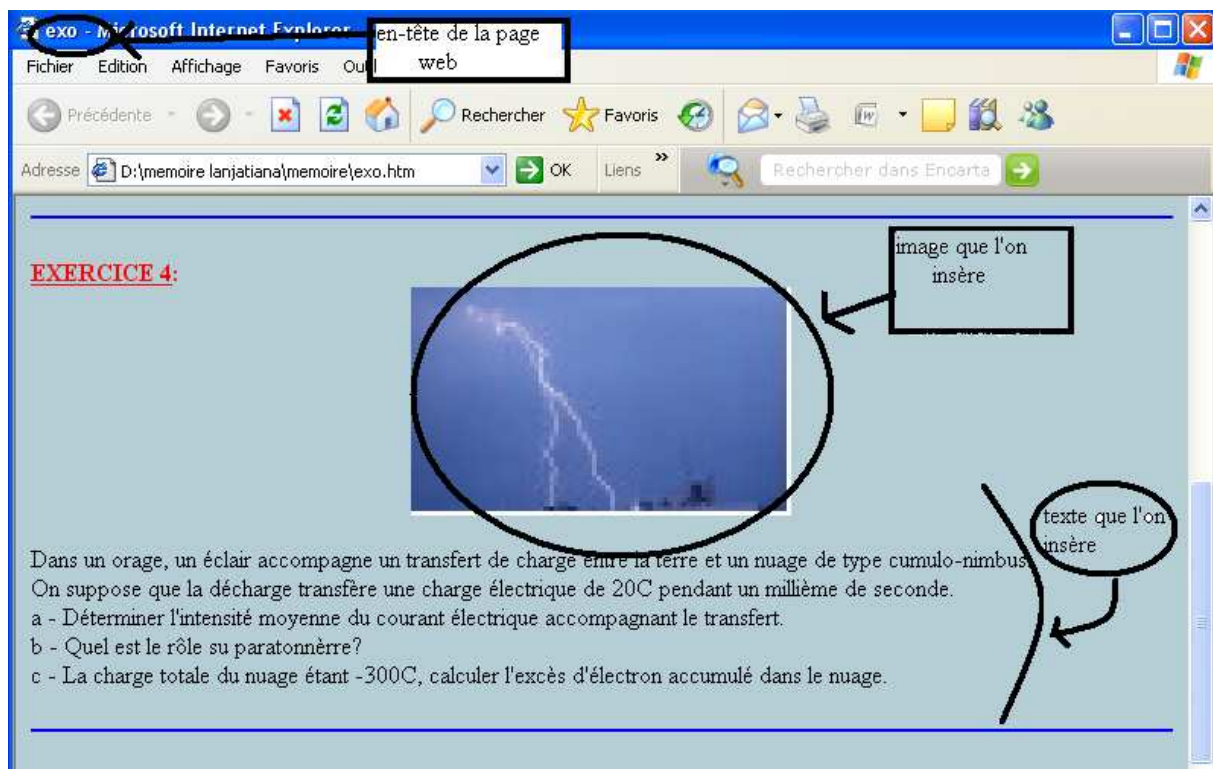 exo - Microsoft Internet Explorer
en-tête de la page
web
Fichier Edition Affichage Favoris
Précédente Rechercher Favoris
Adresse D:\memoire lanjatiana\memoire\exo.htm OK Liens » Rechercher dans Encarta
EXERCICE 4:
image que l'on
insère
texte que l'on
insère
Dans un orage, un éclair accompagne un transfert de charge entre la terre et un nuage de type cumulo-nimbus
On suppose que la décharge transfère une charge électrique de 20C pendant un millième de seconde.
a - Déterminer l'intensité moyenne du courant électrique accompagnant le transfert.
b - Quel est le rôle su paratonnèrre?
c - La charge totale du nuage étant -300C, calculer l'excès d'électron accumulé dans le nuage.